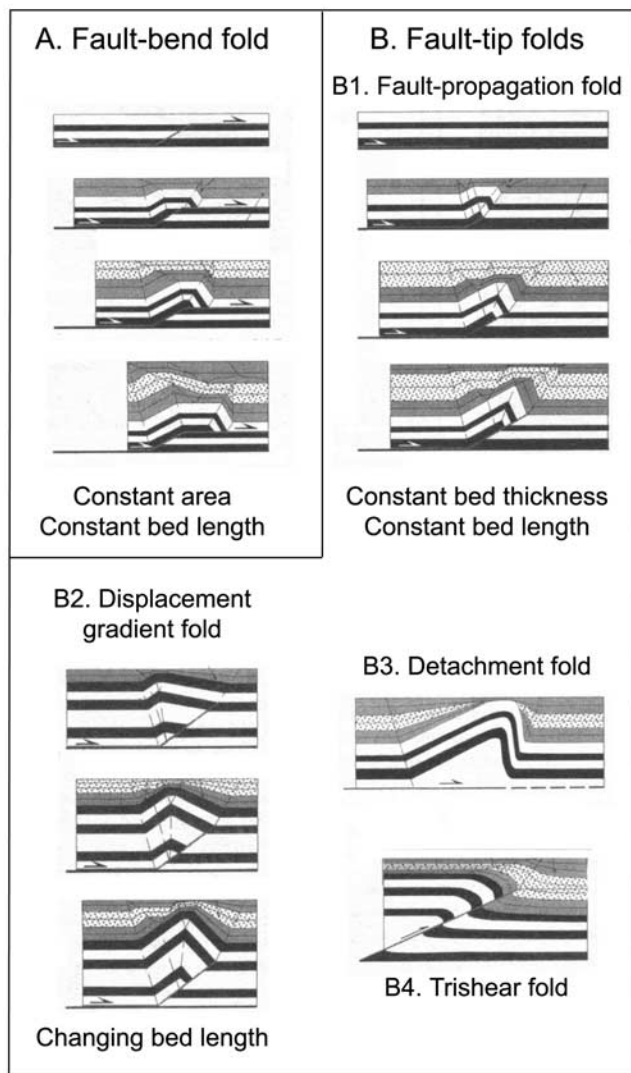 A. Fault-bend fold
Constant area
Constant bed length
B. Fault-tip folds
B1. Fault-propagation fold
Constant bed thickness
Constant bed length
B2. Displacement
gradient fold
Changing bed length
B3. Detachment fold
B4. Trishear fold